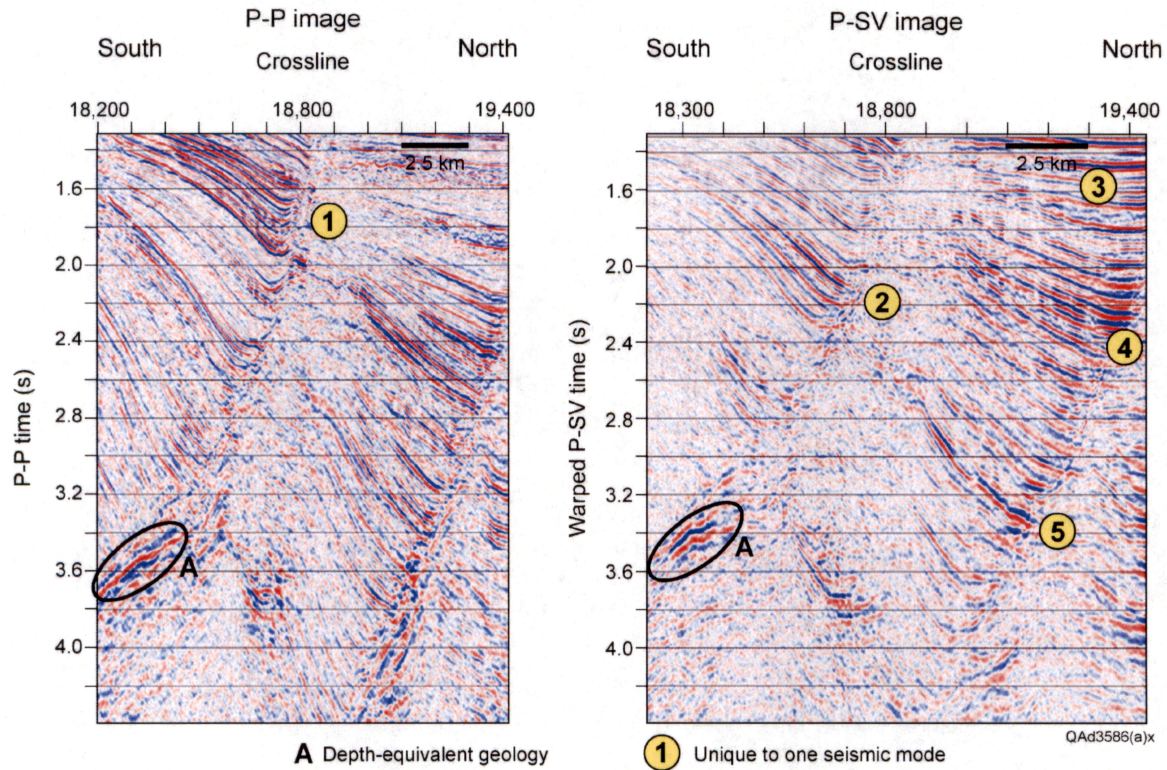 P-P image
South
North
Crossline
18,200
18,800
19,400
2.5 km
1.6
2.0
2.4
2.8
3.2
3.6
4.0
P-P time (s)
1
A
P-SV image
South
North
Crossline
18,300
18,800
19,400
2.5 km
1.6
2.0
2.4
2.8
3.2
3.6
4.0
Warped P-SV time (s)
3
2
4
5
A
QAd3586(a)x
A Depth-equivalent geology
1 Unique to one seismic mode